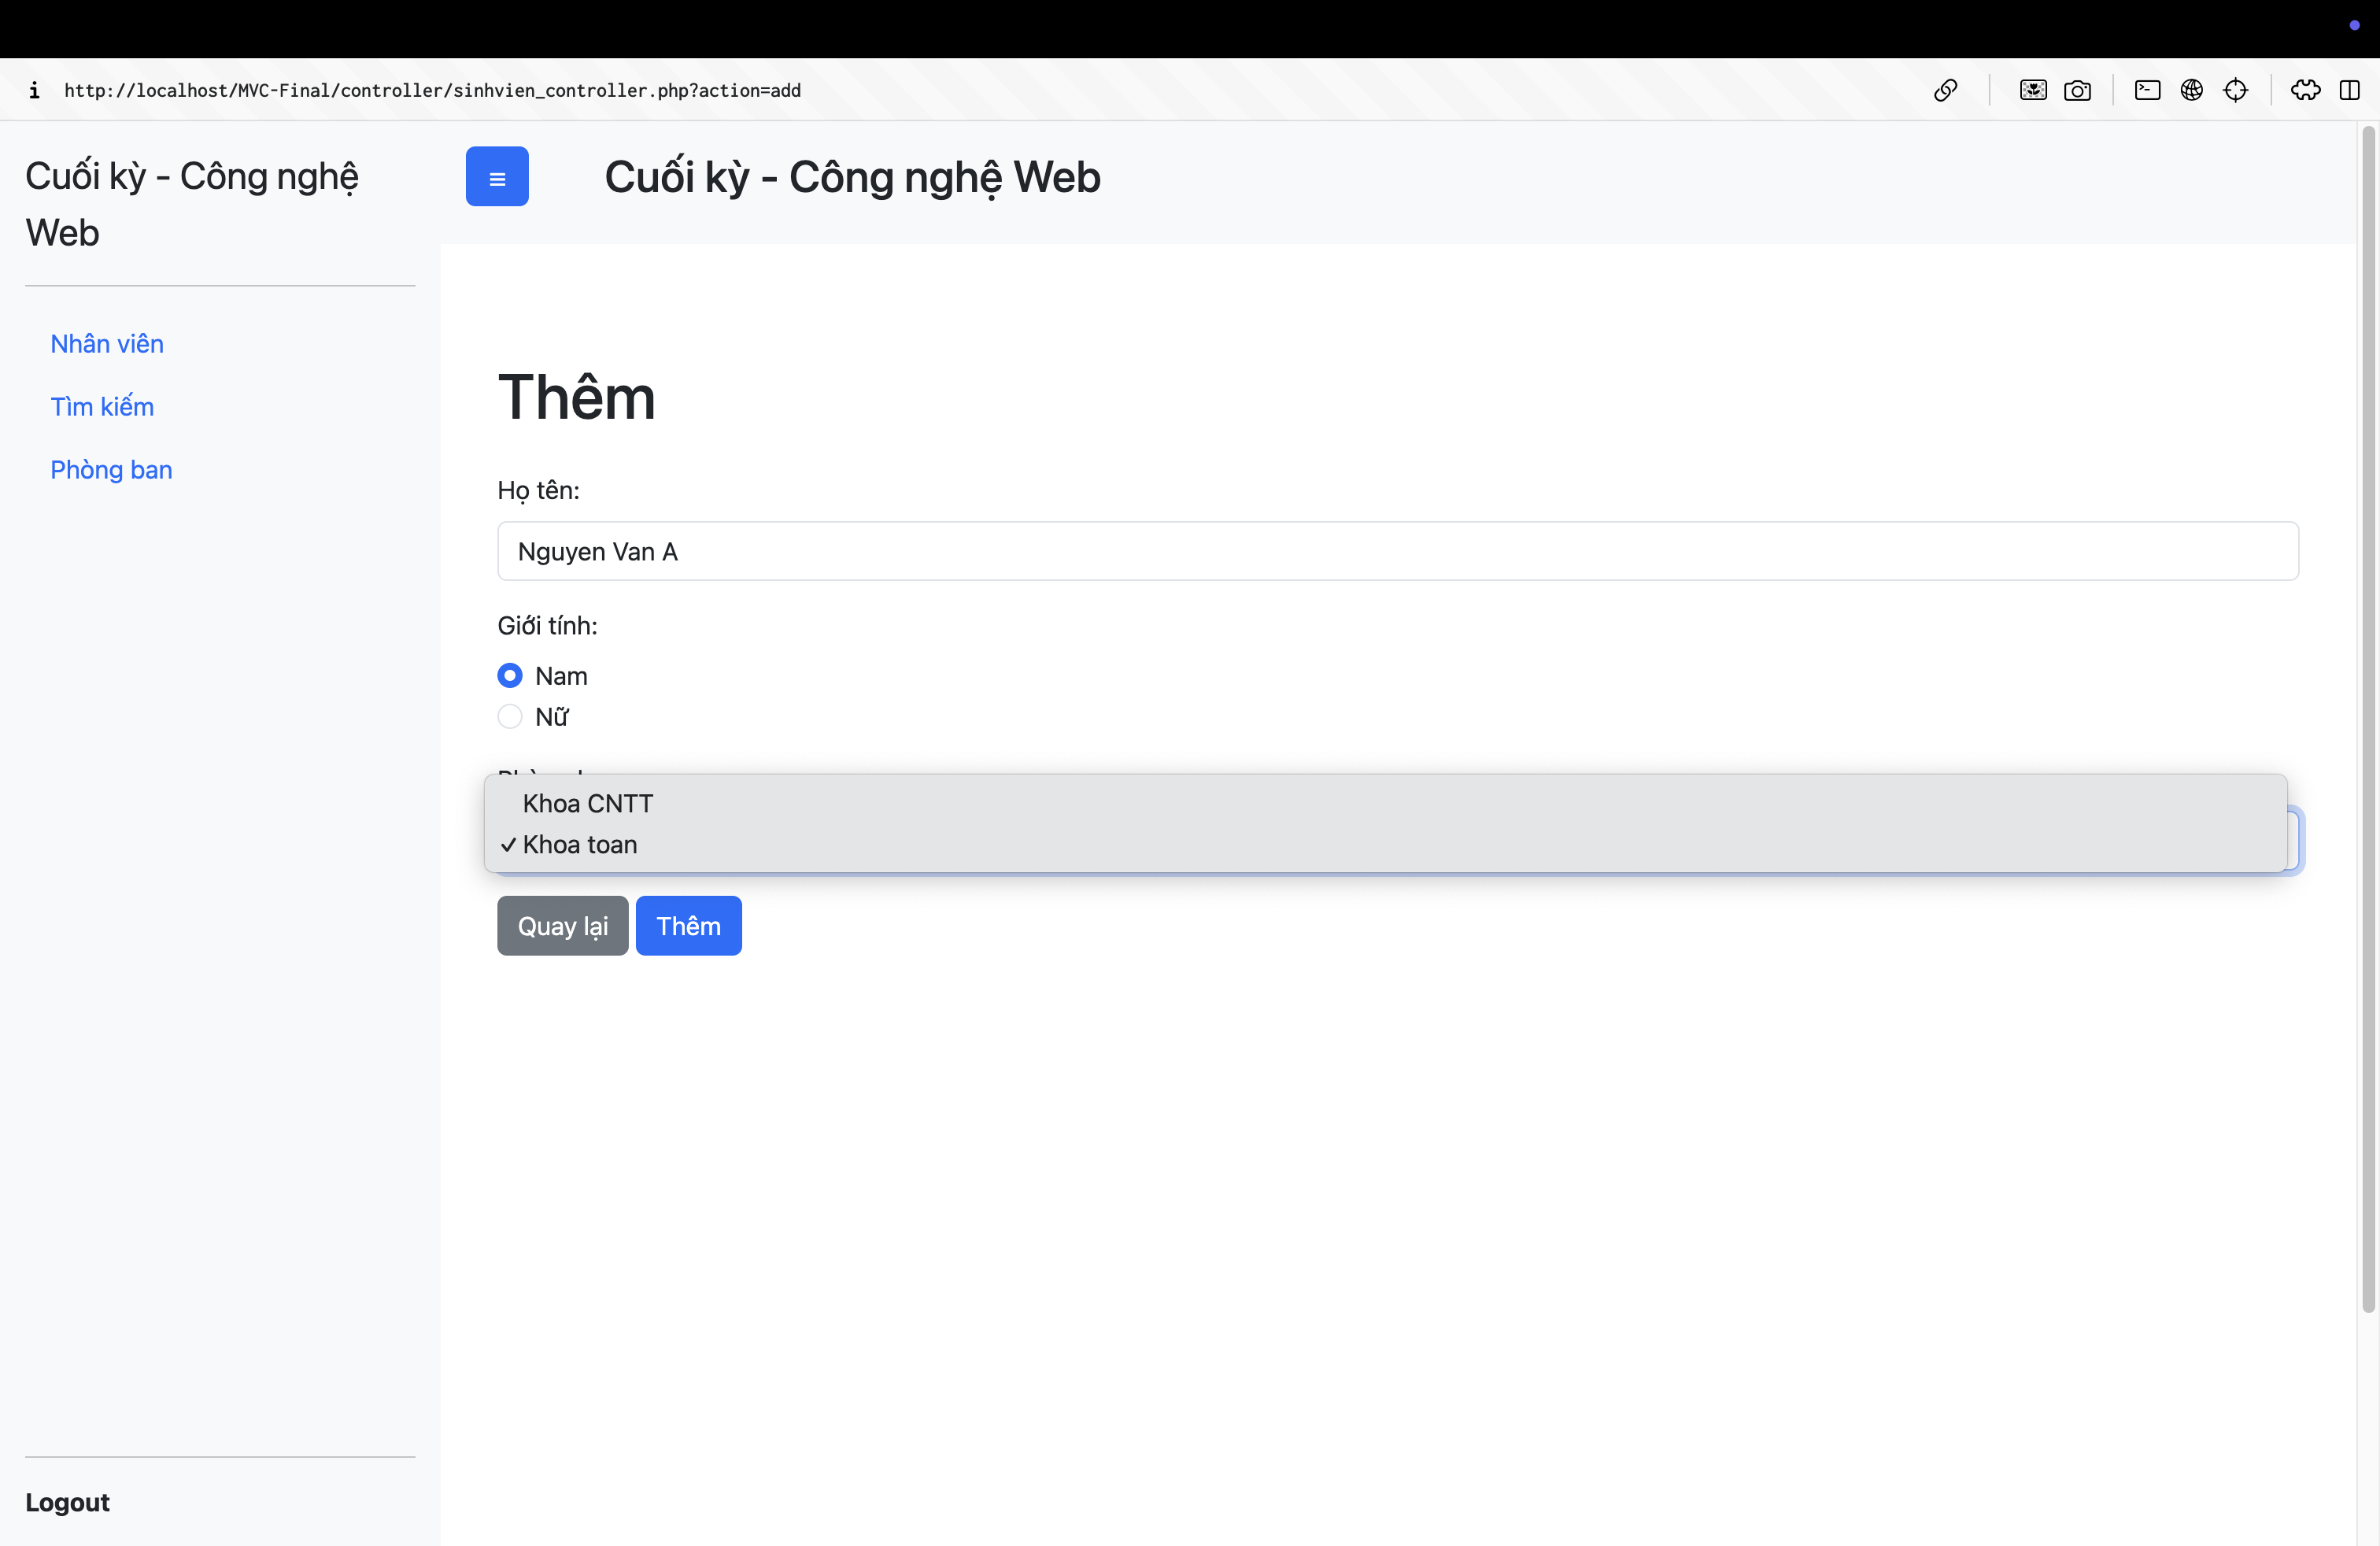 http://localhost/MVC-Final/controller/sinhvien_controller.php?action=add
Cuối kỳ - Công nghệ
Web
Cuối kỳ - Công nghệ Web
Nhân viên
Tìm kiếm
Phòng ban
Thêm
Họ tên:
Nguyen Van A
Giới tính:
Nam
Nữ
Khoa CNTT
✓ Khoa toan
Quay lại
Thêm
Logout